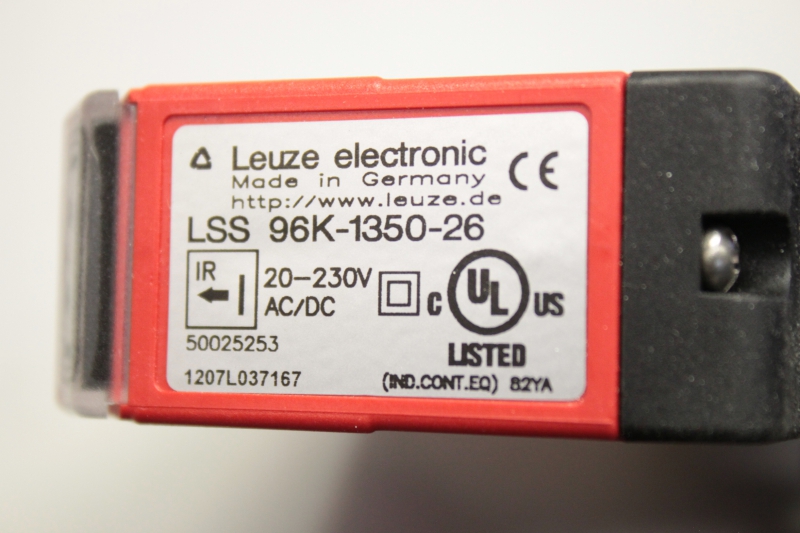 Leuze electronic
Made in Germany
http://www.leuze.de
CE
LSS 96K-1350-26
IR
20-230V
AC/DC
C UL US
LISTED
50025253
1207L037167
(IND.CONT.EQ) 82YA